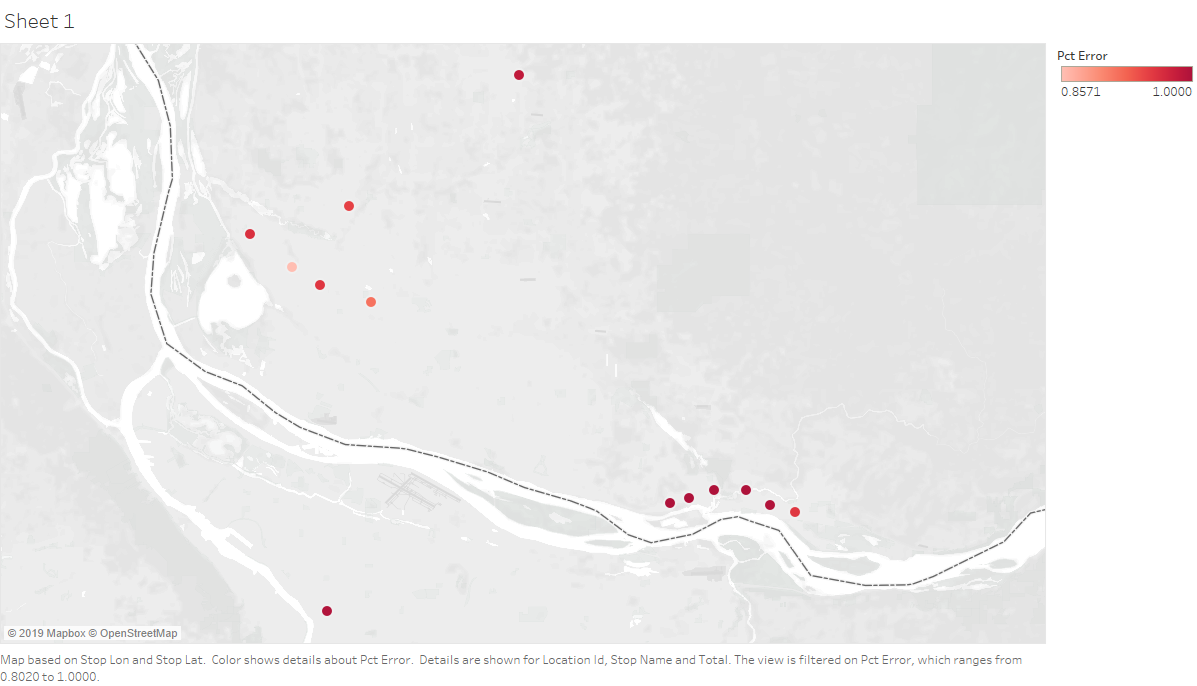 Sheet 1
Pct Error
0.8571 1.0000
© 2019 Mapbox © OpenStreetMap
Map based on Stop Lon and Stop Lat.  Color shows details about Pct Error.  Details are shown for Location Id, Stop Name and Total. The view is filtered on Pct Error, which ranges from
0.8020 to 1.0000.